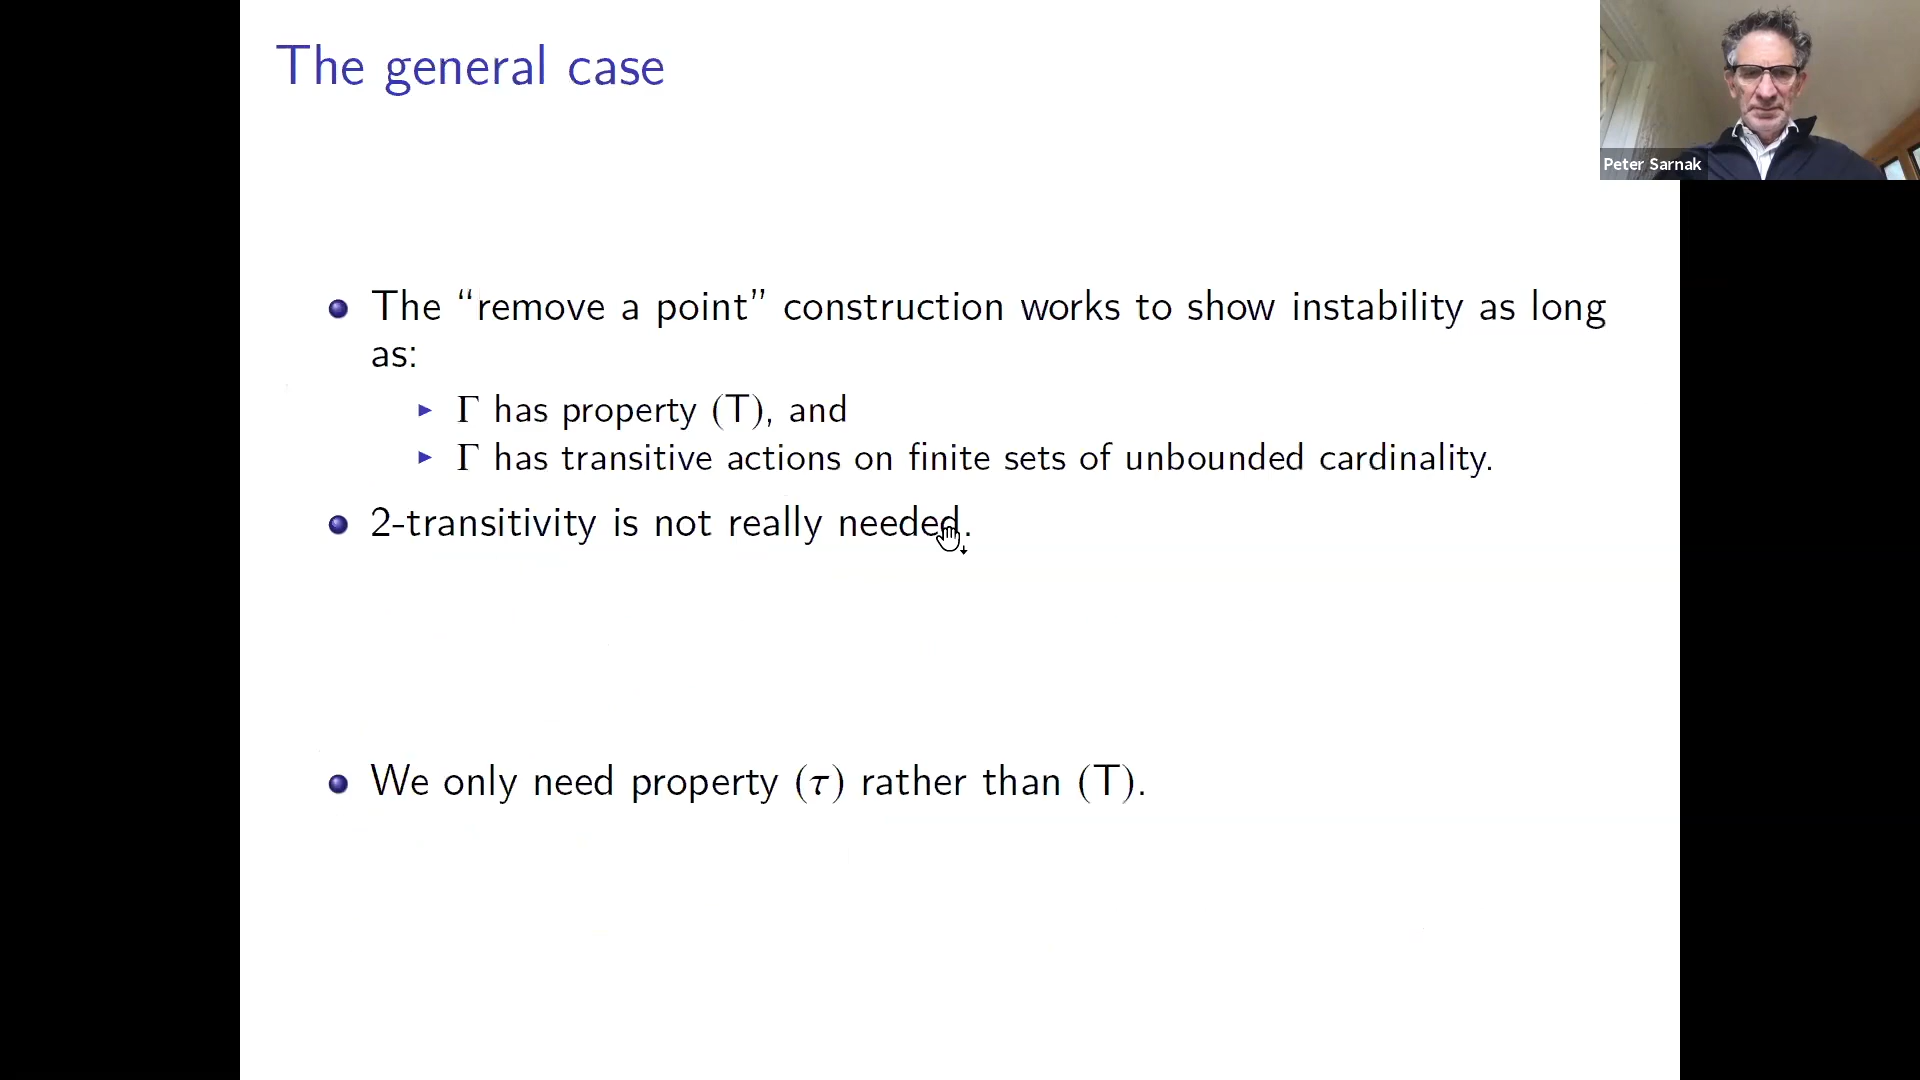 The general case
Peter Sarnak
The “remove a point” construction works to show instability as long
as:
Γ has property (T), and
Γ has transitive actions on finite sets of unbounded cardinality.
2-transitivity is not really needed.
We only need property (τ) rather than (T).